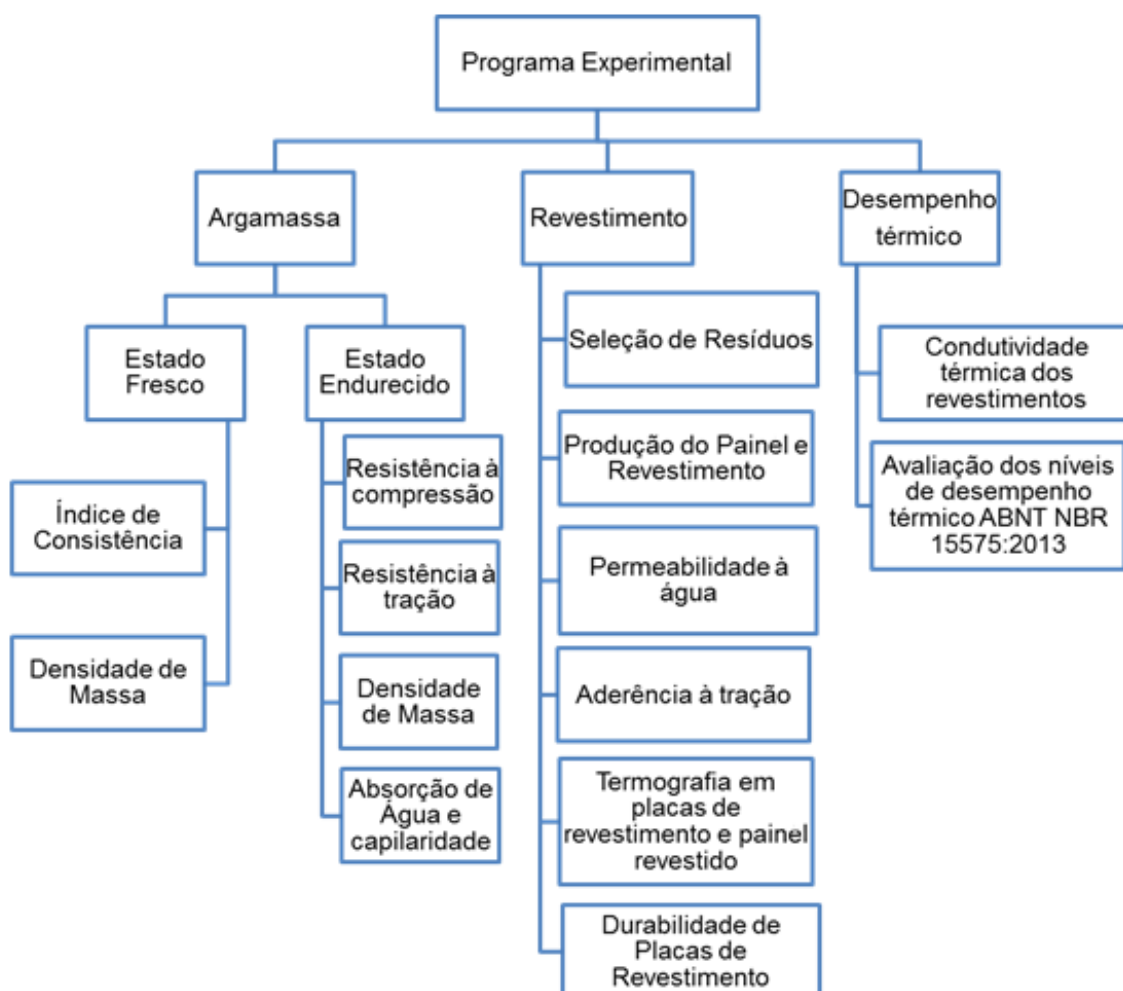 Programa Experimental
Argamassa
Revestimento
Desempenho
térmico
Estado
Fresco
Estado
Endurecido
Índice de
Consistência
Densidade de
Massa
Resistência à
compressão
Resistência à
tração
Densidade
de Massa
Absorção de
Água e
capilaridade
Seleção de Resíduos
Produção do Painel e
Revestimento
Permeabilidade à
água
Aderência à tração
Termografia em
placas de
revestimento e painel
revestido
Durabilidade de
Placas de
Revestimento
Condutividade
térmica dos
revestimentos
Avaliação dos níveis
de desempenho
térmico ABNT NBR
15575:2013